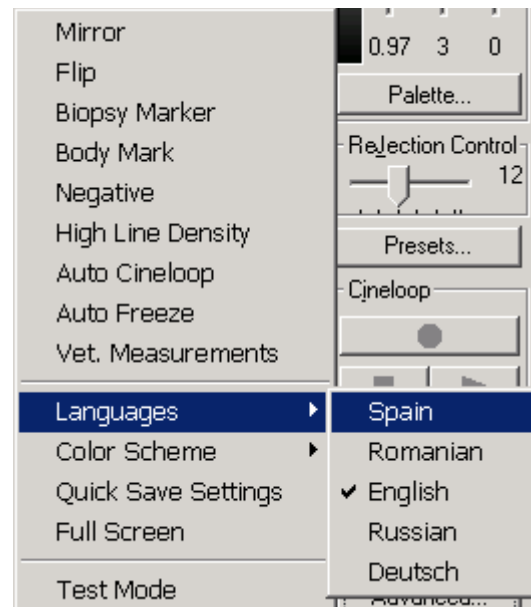 Mirror
Flip
Biopsy Marker
Body Mark
Negative
High Line Density
Auto Cineloop
Auto Freeze
Vet. Measurements
Languages
Color Scheme
Quick Save Settings
Full Screen
Test Mode
Spain
Romanian
English
Russian
Deutsch
0.97 3 0
Palette...
ReJection Control
12
Presets...
Cineloop
Advanced...